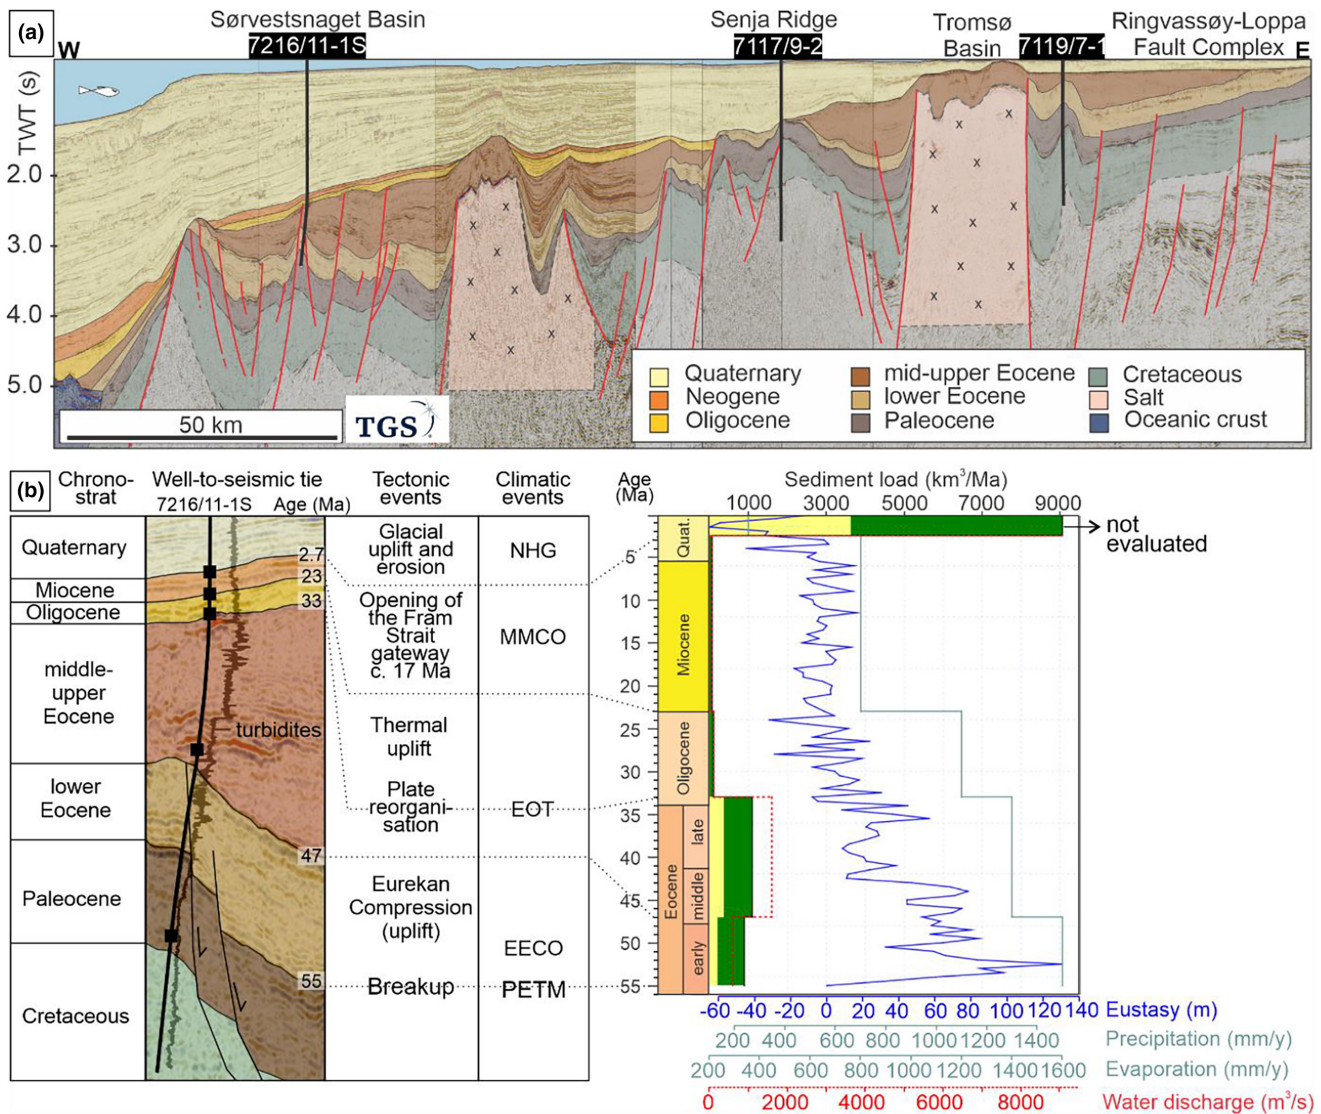 (a)
Sørvestsnaget Basin
7216/11-1S
Senja Ridge
7117/9-2
Tromsø
Basin
7119/7-1
Ringvassøy-Loppa
Fault Complex
W
E
TWT (s)
2.0
3.0
4.0
5.0
x x x x x x x x x x
x x x x x x x x x x
50 km
TGS
Quaternary
Neogene
Oligocene
mid-upper Eocene
lower Eocene
Paleocene
Cretaceous
Salt
Oceanic crust
(b)
Chrono-
strat
Well-to-seismic tie
7216/11-1S Age (Ma)
Tectonic
events
Climatic
events
Age
(Ma)
Sediment load (km³/Ma)
1000 3000 5000 7000 9000
Quaternary
Miocene
Oligocene
middle-
upper
Eocene
lower
Eocene
Paleocene
Cretaceous
2.7
23
33
turbidites
47
55
Glacial
uplift and
erosion
Opening of
the Fram
Strait
gateway
c. 17 Ma
Thermal
uplift
Plate
reorgani-
sation
Eurekan
Compression
(uplift)
Breakup
NHG
MMCO
EOT
EECO
PETM
5
10
15
20
25
30
35
40
45
50
55
Quat.
Miocene
Oligocene
Eocene
late
middle
early
not
evaluated
-60 -40 -20 0 20 40 60 80 100 120 140 Eustasy (m)
200 400 600 800 1000 1200 1400 Precipitation (mm/y)
200 400 600 800 1000 1200 1400 1600 Evaporation (mm/y)
0 2000 4000 6000 8000 Water discharge (m³/s)